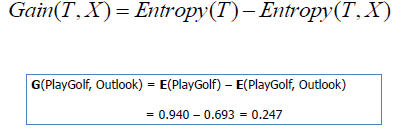 Gain(T, X) = Entropy(T) − Entropy(T, X)
G(PlayGolf, Outlook) = E(PlayGolf) – E(PlayGolf, Outlook)
= 0.940 – 0.693 = 0.247